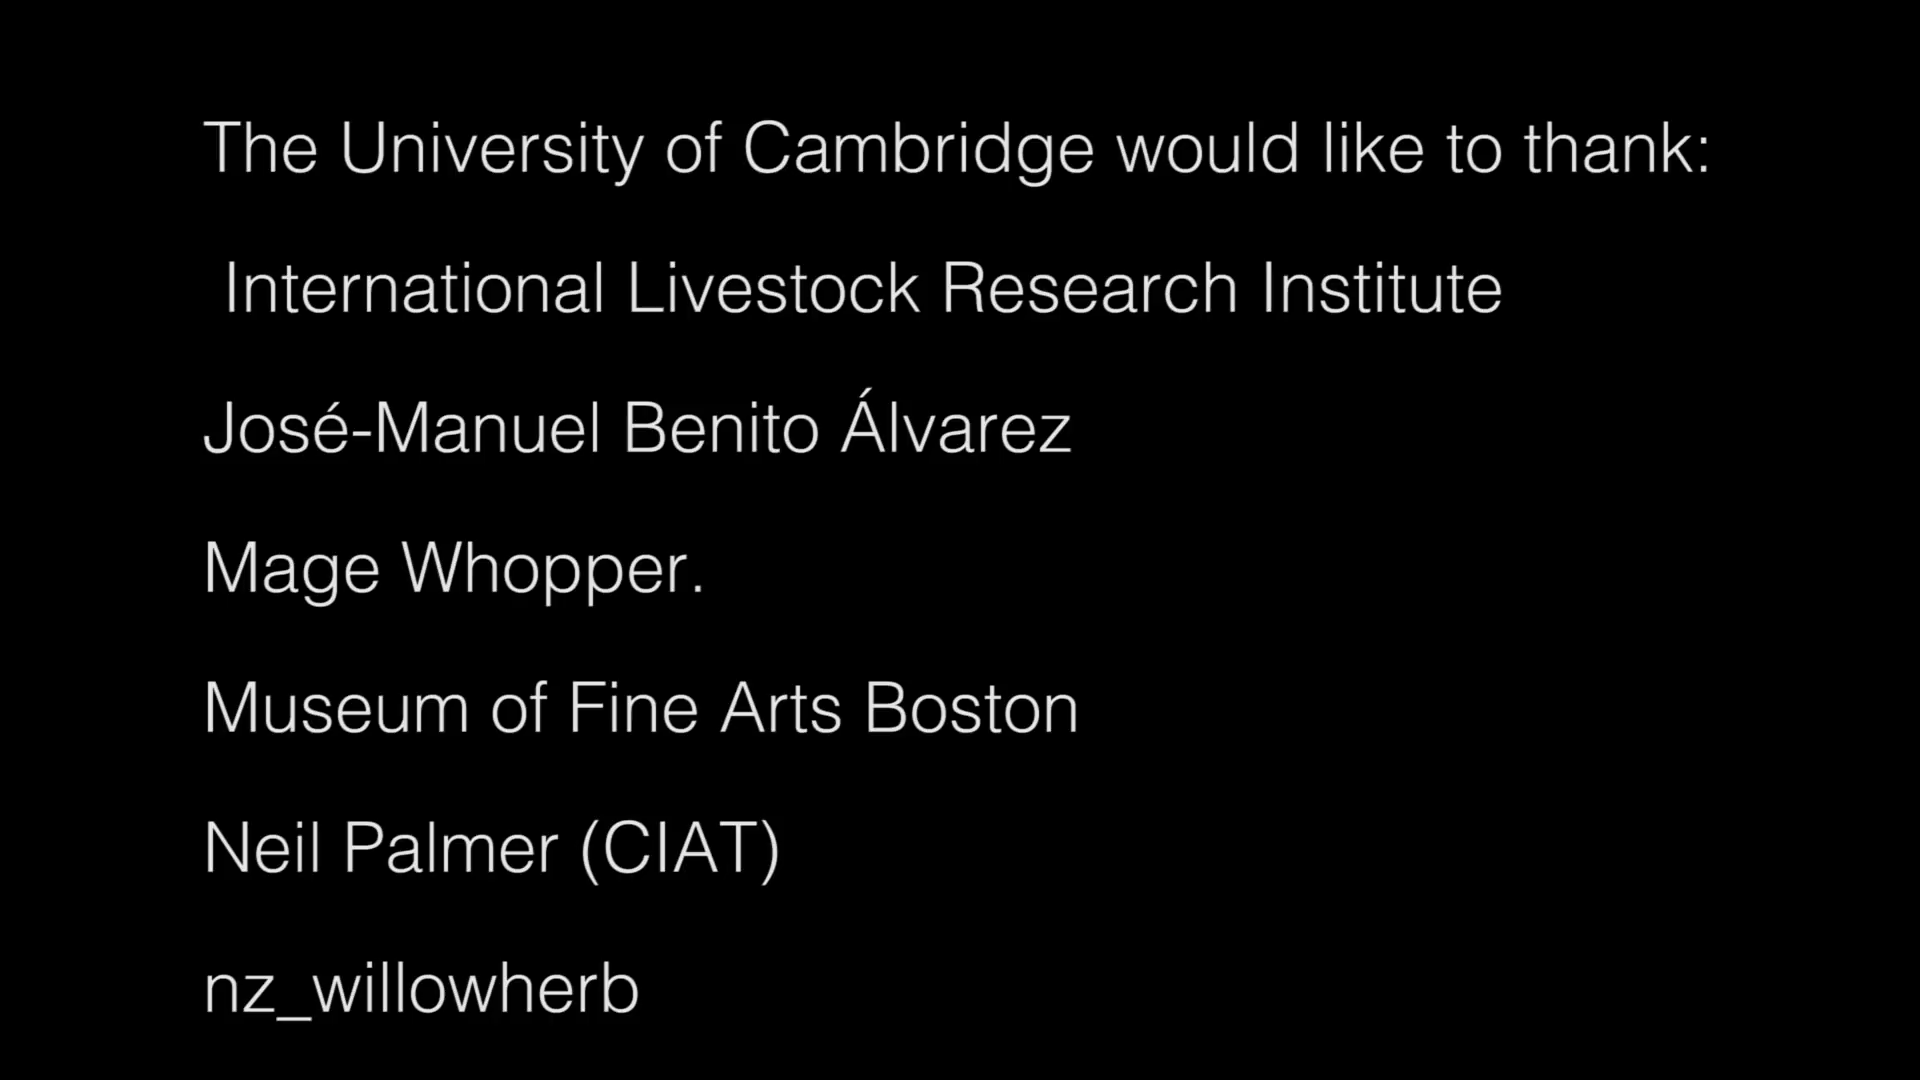 The University of Cambridge would like to thank:
International Livestock Research Institute
José-Manuel Benito Álvarez
Mage Whopper.
Museum of Fine Arts Boston
Neil Palmer (CIAT)
nz_willowherb